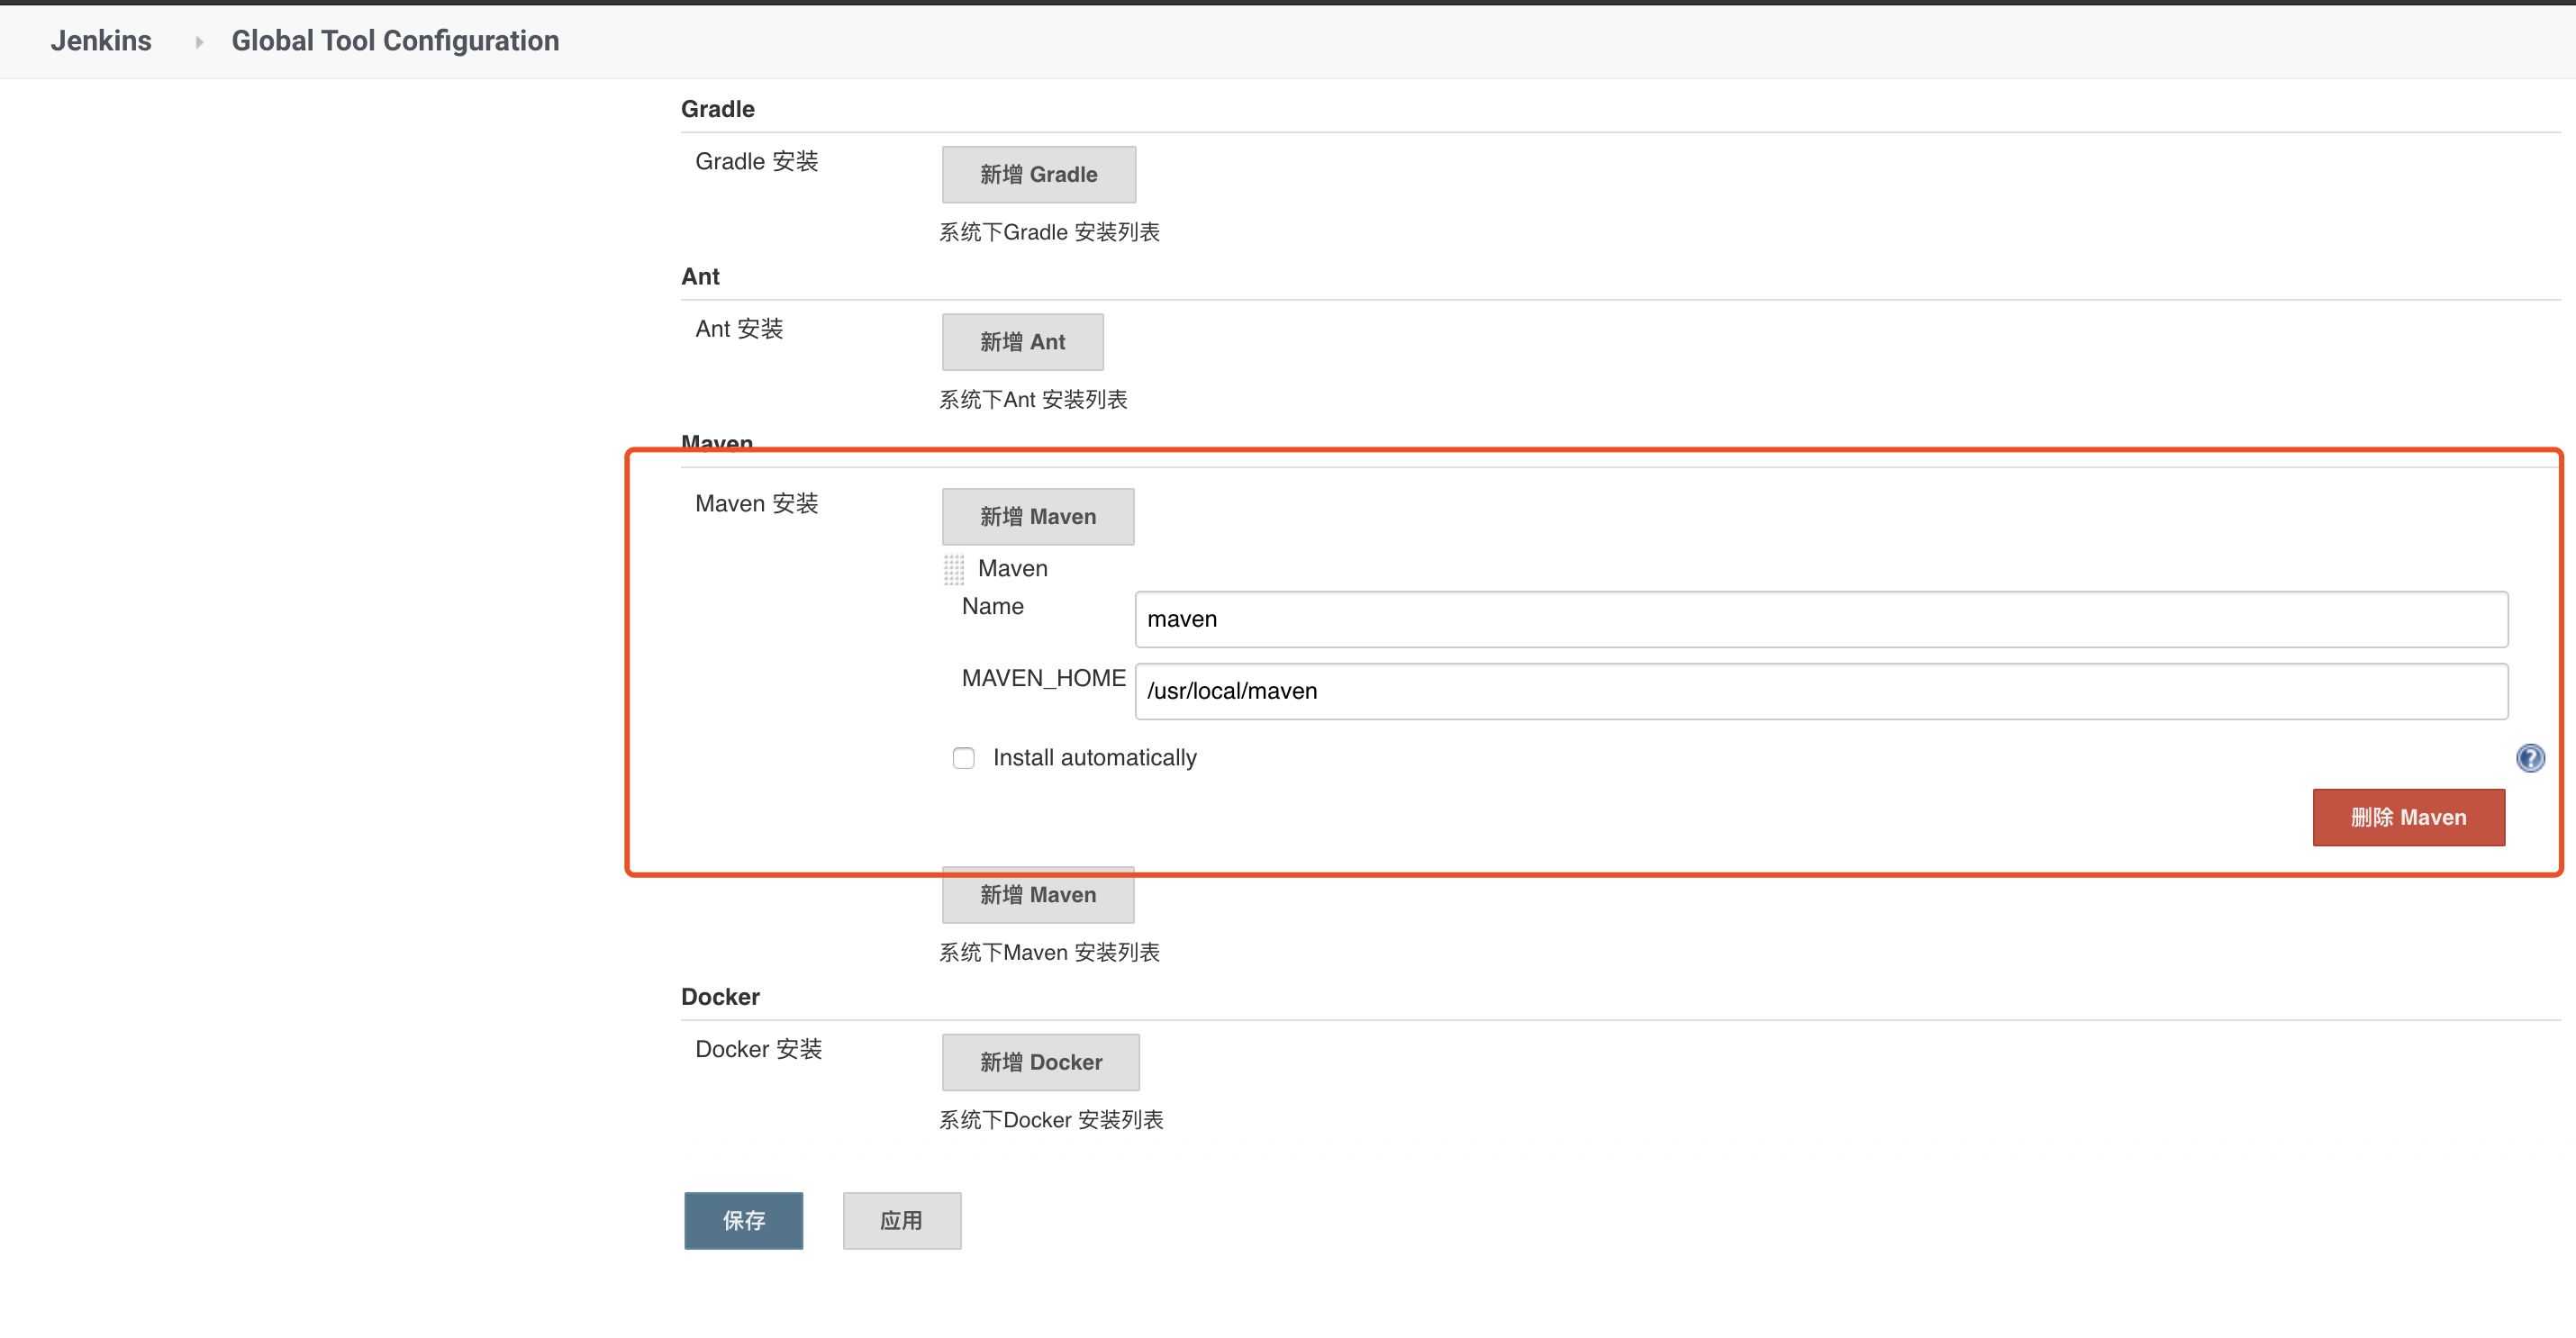 Jenkins Global Tool Configuration
Gradle
Gradle 安装
新增 Gradle
系统下Gradle 安装列表
Ant
Ant 安装
新增 Ant
系统下Ant 安装列表
Maven
Maven 安装
新增 Maven
Maven
Name
maven
MAVEN_HOME
/usr/local/maven
Install automatically
?
删除 Maven
新增 Maven
系统下Maven 安装列表
Docker
Docker 安装
新增 Docker
系统下Docker 安装列表
保存
应用